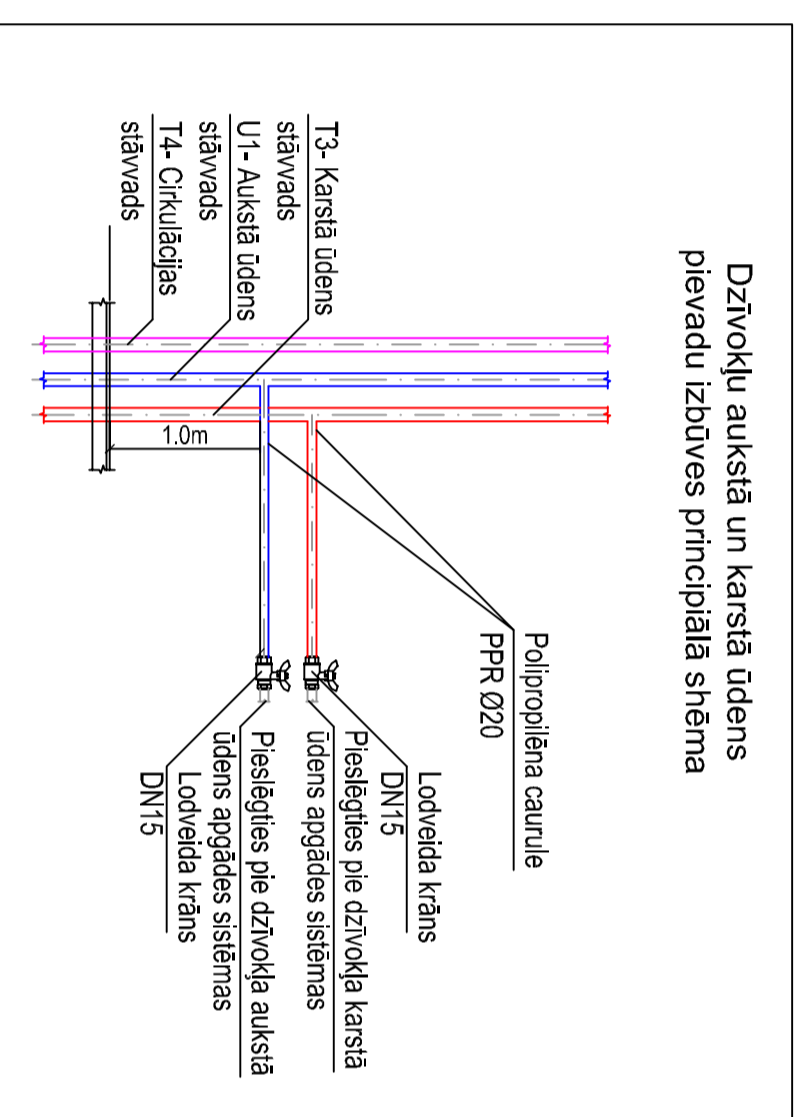 Dzīvokļu aukstā un karstā ūdens
pievadu izbūves principiālā shēma
Polipropilēna caurule
PPR Ø20
Lodveida krāns
DN15
Pieslēgties pie dzīvokļa karstā
ūdens apgādes sistēmas
Pieslēgties pie dzīvokļa aukstā
ūdens apgādes sistēmas
Lodveida krāns
DN15
T3- Karstā ūdens
stāvvads
U1- Aukstā ūdens
stāvvads
T4- Cirkulācijas
stāvvads
1.0m